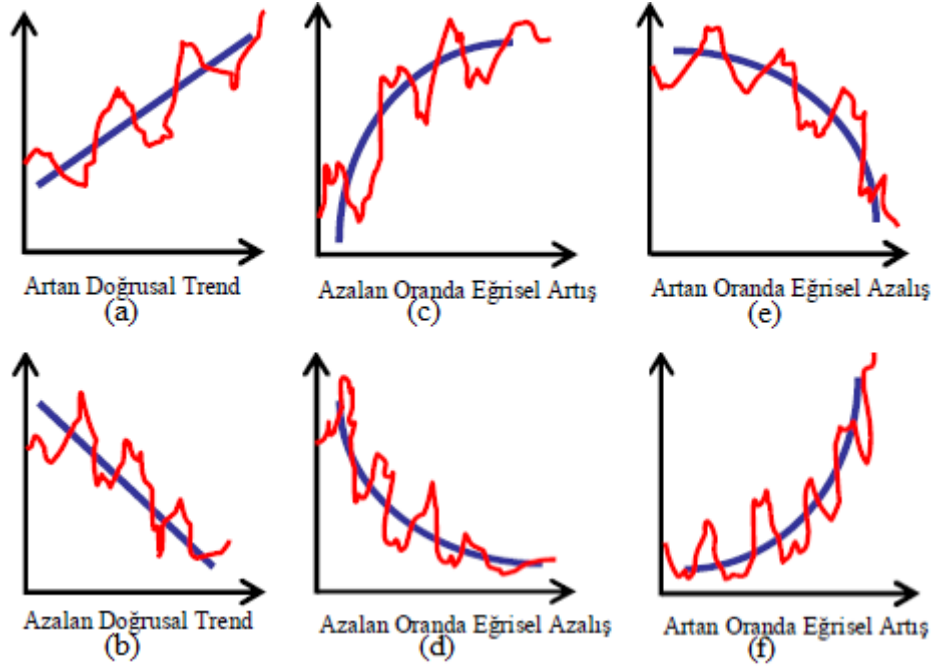 Artan Doğrusal Trend
(a)
Azalan Oranda Eğrisel Artış
(c)
Artan Oranda Eğrisel Azalış
(e)
Azalan Doğrusal Trend
(b)
Azalan Oranda Eğrisel Azalış
(d)
Artan Oranda Eğrisel Artış
(f)